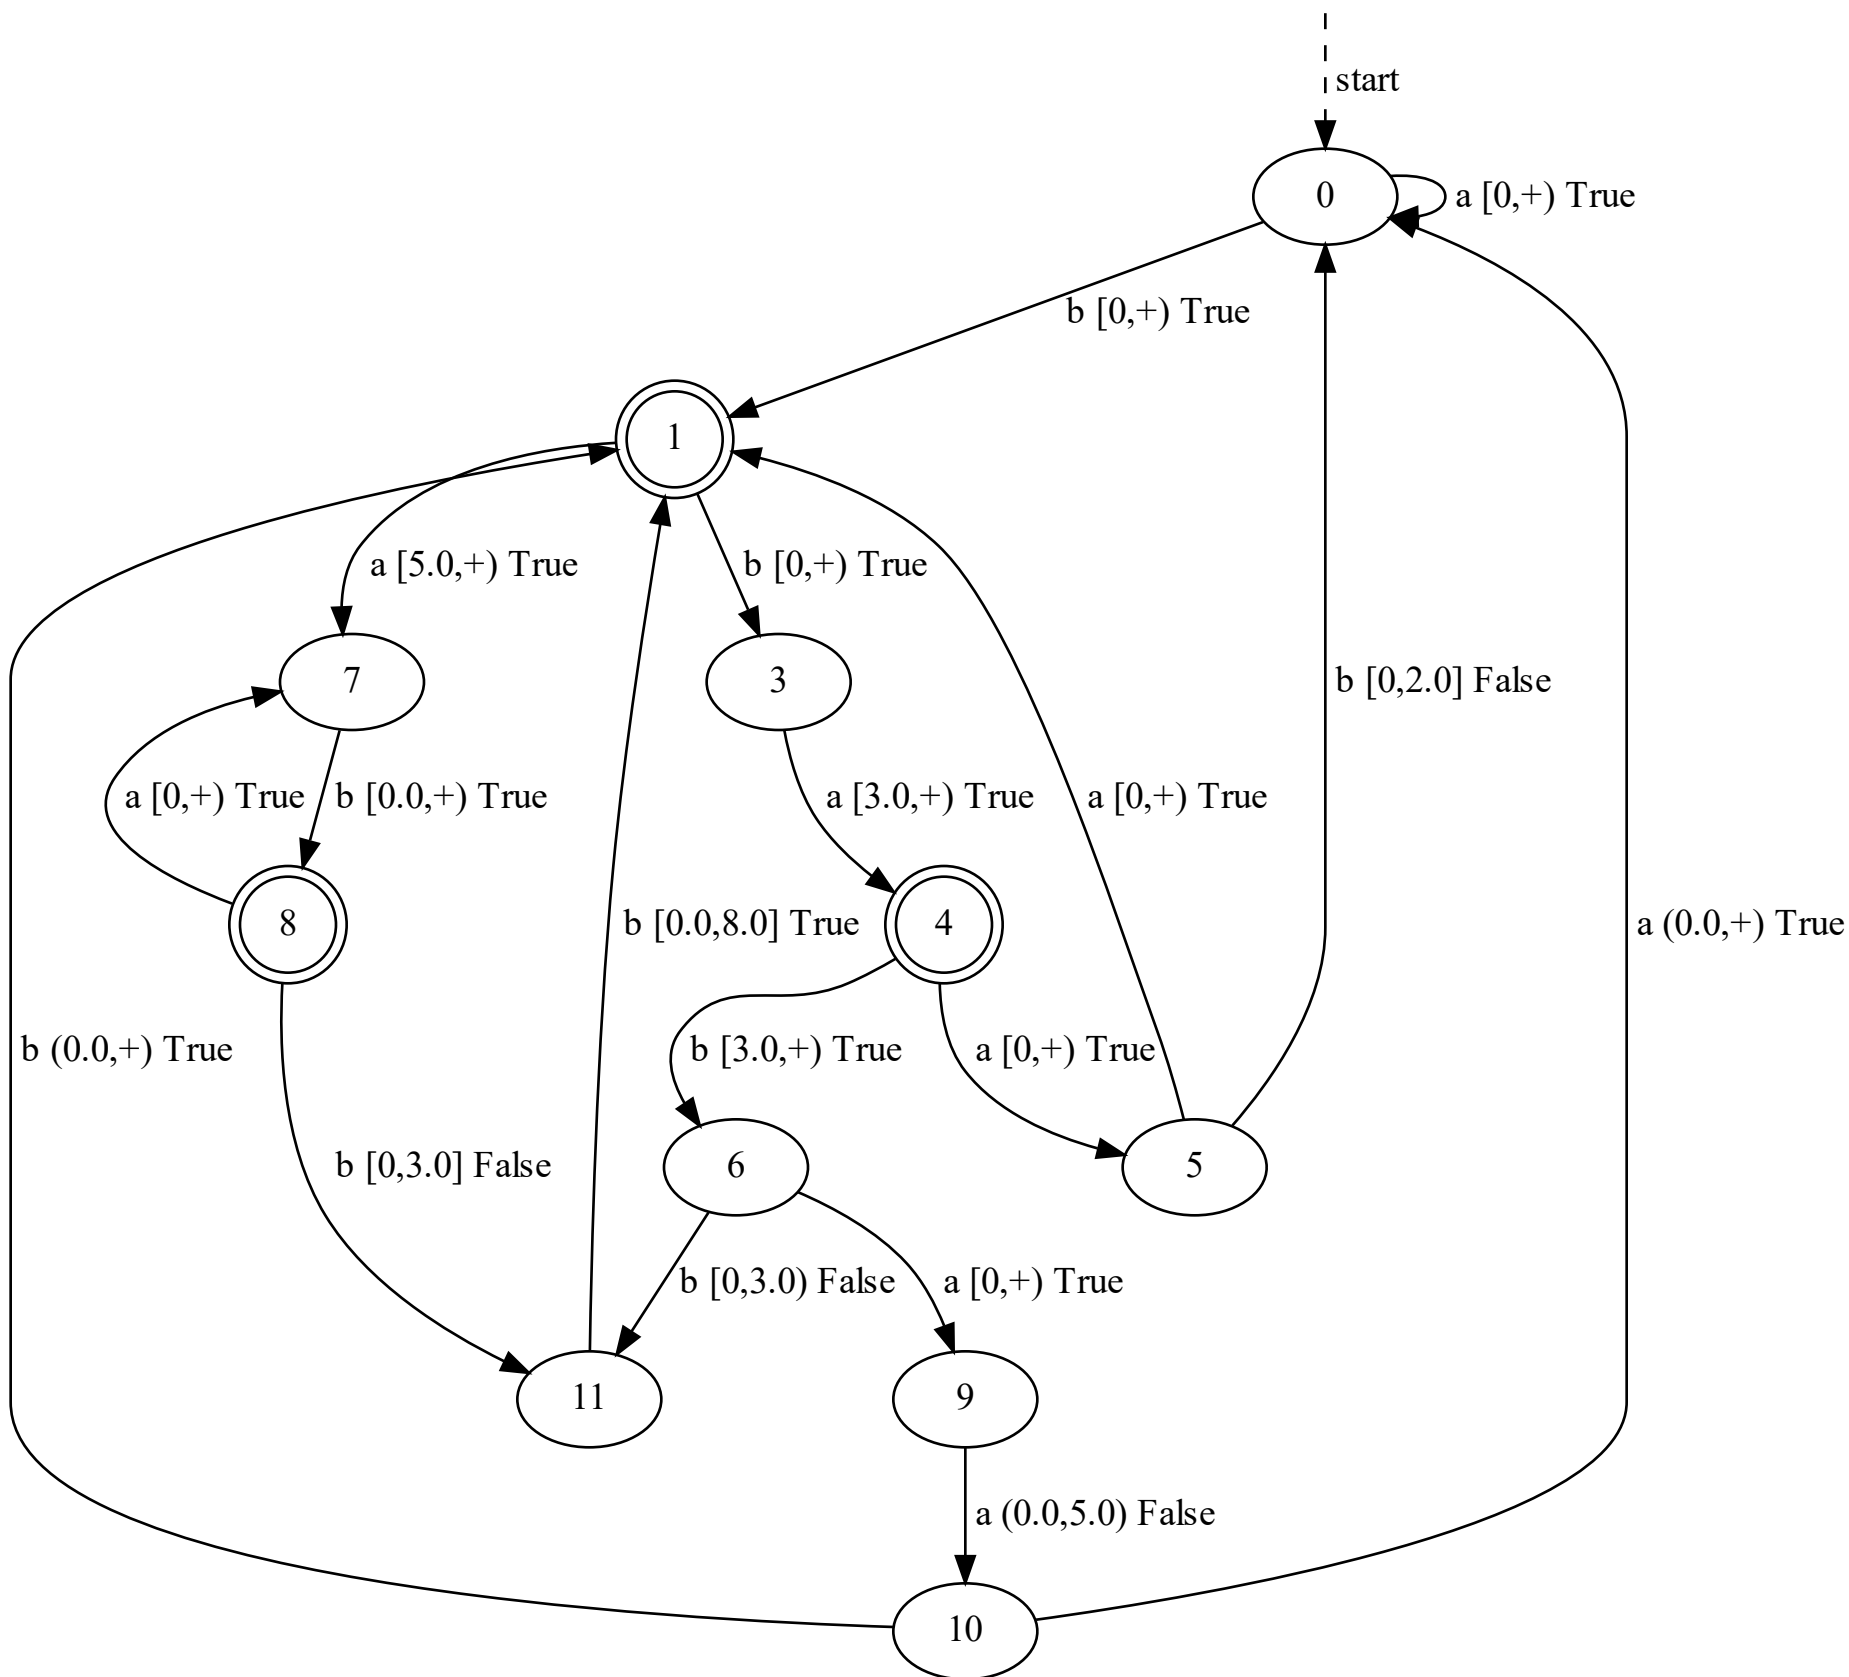 start
0
a [0,+) True
b [0,+) True
1
a [5.0,+) True
b [0,+) True
7
3
b [0,2.0] False
a [0,+) True
b [0.0,+) True
a [3.0,+) True
a [0,+) True
8
b [0.0,8.0] True
4
a (0.0,+) True
b (0.0,+) True
b [3.0,+) True
a [0,+) True
b [0,3.0] False
6
5
b [0,3.0) False
a [0,+) True
11
9
a (0.0,5.0) False
10